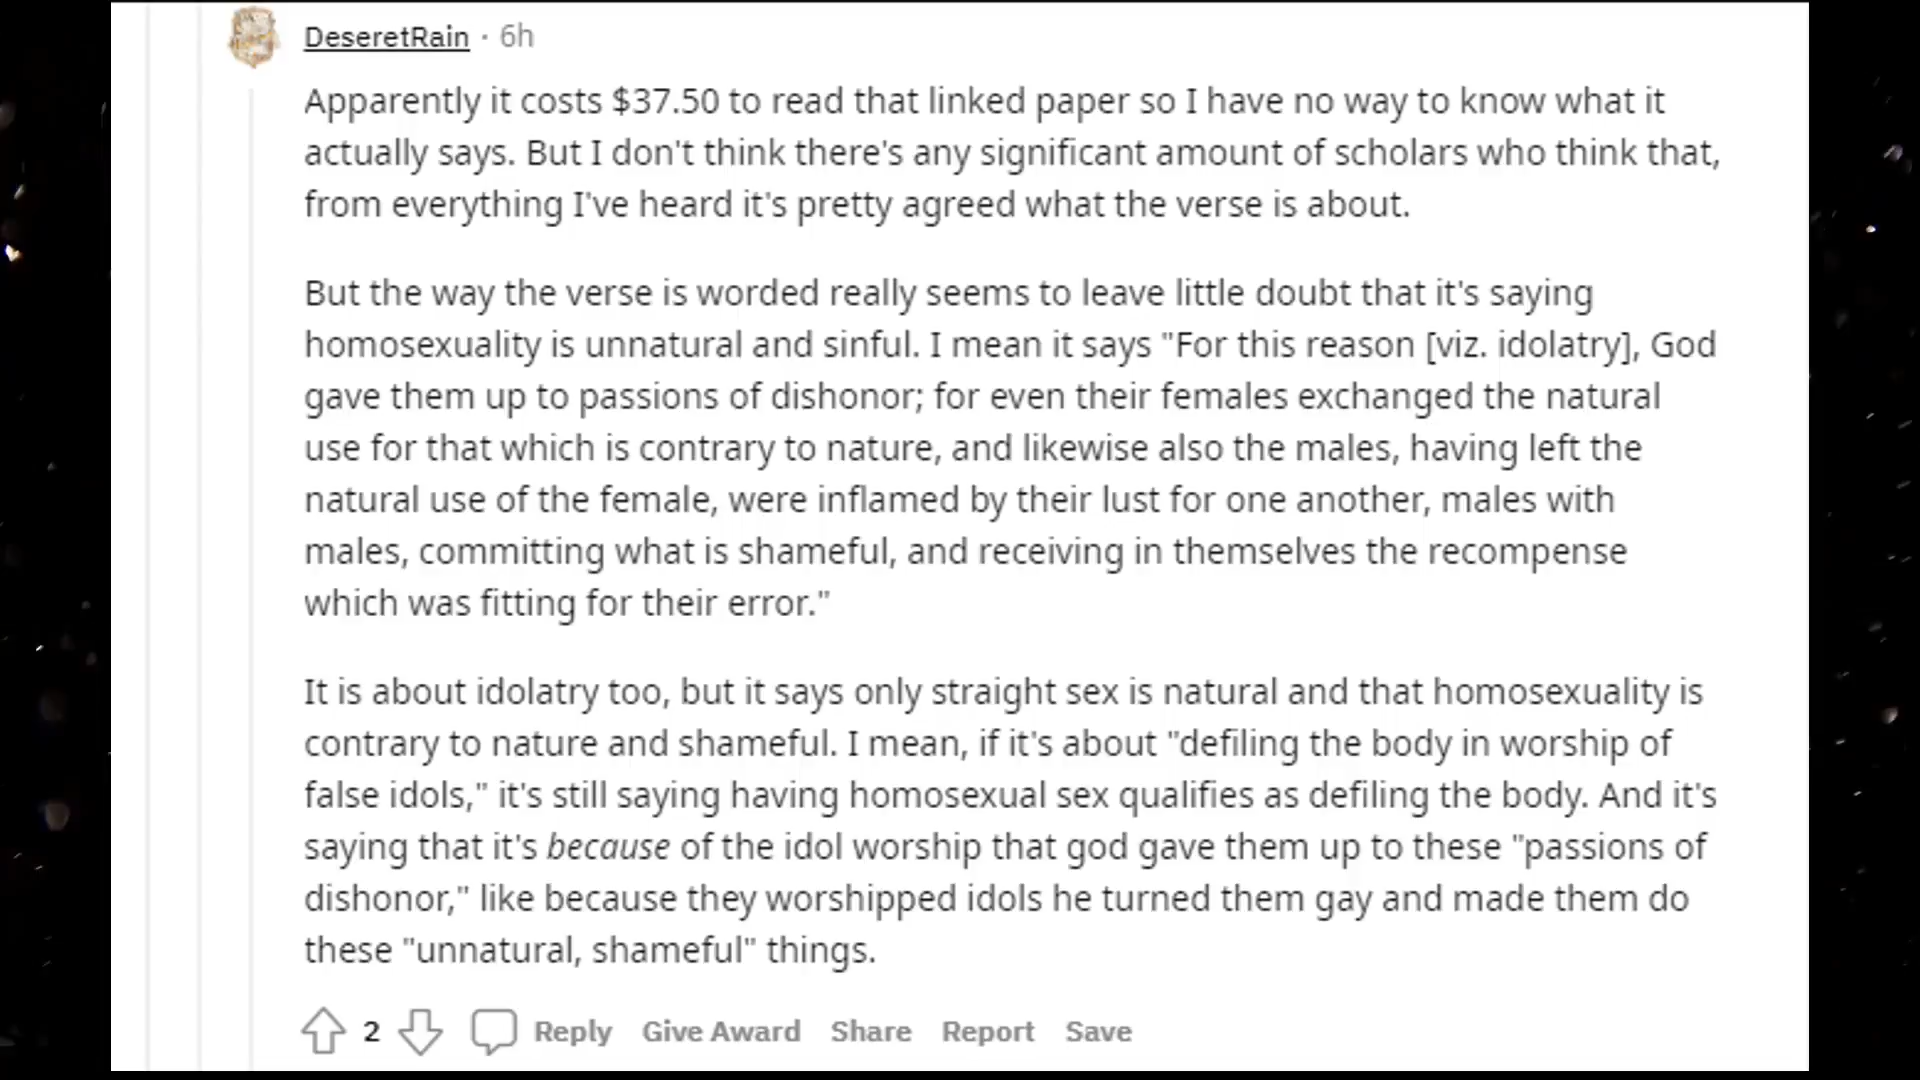 DeseretRain · 6h
Apparently it costs $37.50 to read that linked paper so I have no way to know what it
actually says. But I don't think there's any significant amount of scholars who think that,
from everything I've heard it's pretty agreed what the verse is about.
But the way the verse is worded really seems to leave little doubt that it's saying
homosexuality is unnatural and sinful. I mean it says "For this reason [viz. idolatry], God
gave them up to passions of dishonor; for even their females exchanged the natural
use for that which is contrary to nature, and likewise also the males, having left the
natural use of the female, were inflamed by their lust for one another, males with
males, committing what is shameful, and receiving in themselves the recompense
which was fitting for their error."
It is about idolatry too, but it says only straight sex is natural and that homosexuality is
contrary to nature and shameful. I mean, if it's about "defiling the body in worship of
false idols," it's still saying having homosexual sex qualifies as defiling the body. And it's
saying that it's because of the idol worship that god gave them up to these "passions of
dishonor," like because they worshipped idols he turned them gay and made them do
these "unnatural, shameful" things.
2 Reply Give Award Share Report Save